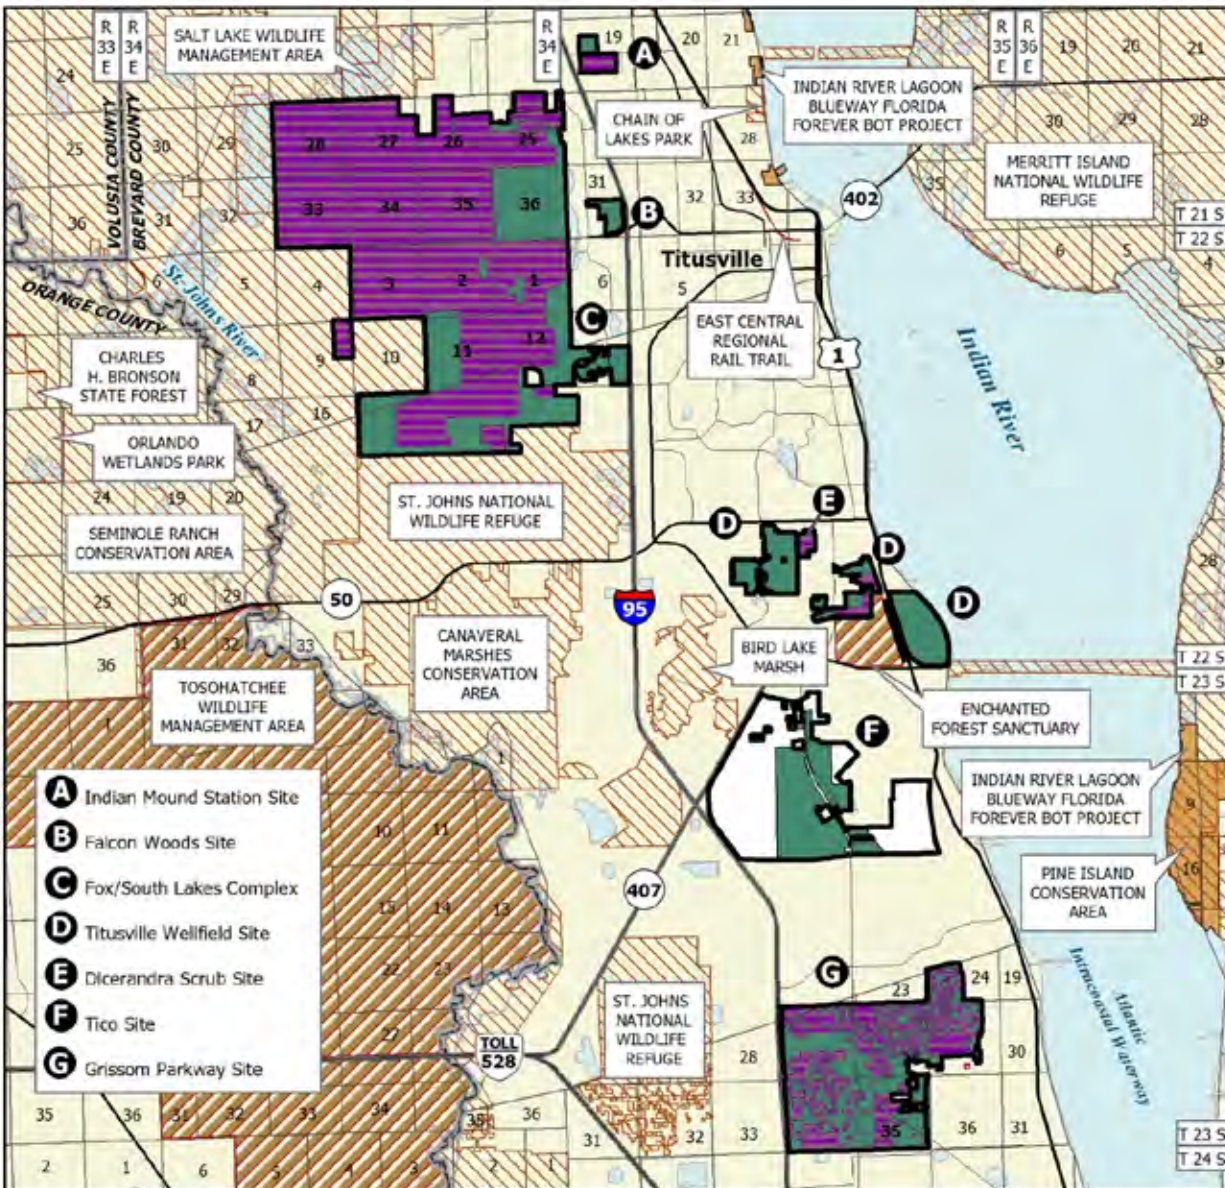 R
33
E
R
34
E
SALT LAKE WILDLIFE
MANAGEMENT AREA
R
34
E
19
A
20
21
INDIAN RIVER LAGOON
BLUEWAY FLORIDA
FOREVER BOT PROJECT
R
35
E
R
36
E
19
20
21
24
CHAIN OF
LAKES PARK
28
30
29
28
MERRITT ISLAND
NATIONAL WILDLIFE
REFUGE
25
30
29
28
27
26
25
VOLUSIA COUNTY
BREVARD COUNTY
36
31
32
33
34
35
36
31
B
32
33
402
35
T 21 S
T 22 S
Titusville
ORANGE COUNTY
St. Johns River
6
5
4
3
2
1
6
5
6
5
4
CHARLES
H. BRONSON
STATE FOREST
9
10
11
12
C
EAST CENTRAL
REGIONAL
RAIL TRAIL
1
Indian River
9
8
16
17
ORLANDO
WETLANDS PARK
24
19
20
SEMINOLE RANCH
CONSERVATION AREA
ST. JOHNS NATIONAL
WILDLIFE REFUGE
D
E
D
D
28
25
30
29
50
95
31
32
33
36
CANAVERAL
MARSHES
CONSERVATION
AREA
BIRD LAKE
MARSH
T 22 S
T 23 S
TOSOHATCHEE
WILDLIFE
MANAGEMENT AREA
1
1
ENCHANTED
FOREST SANCTUARY
F
INDIAN RIVER LAGOON
BLUEWAY FLORIDA
FOREVER BOT PROJECT
9
16
PINE ISLAND
CONSERVATION
AREA
A Indian Mound Station Site
B Falcon Woods Site
C Fox/South Lakes Complex
D Titusville Wellfield Site
E Dicerandra Scrub Site
F Tico Site
G Grissom Parkway Site
10
11
15
14
13
22
23
27
34
407
TOLL
528
ST. JOHNS
NATIONAL
WILDLIFE
REFUGE
G
23
24
19
28
30
Atlantic
Intracoastal Waterway
35
36
31
32
33
35
36
31
32
33
35
36
31
T 23 S
T 24 S
2
1
6
5
4
3
2
1